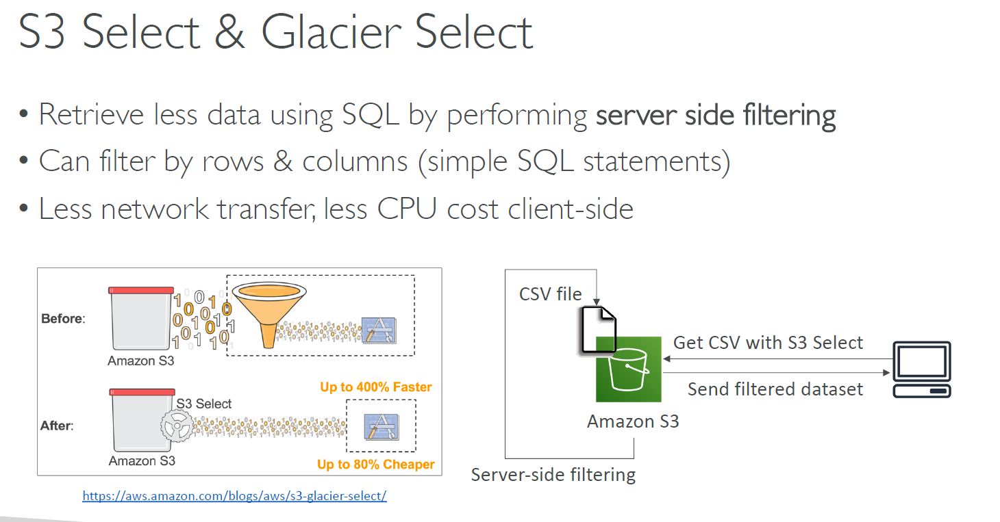 S3 Select & Glacier Select
• Retrieve less data using SQL by performing server side filtering
• Can filter by rows & columns (simple SQL statements)
• Less network transfer, less CPU cost client-side
Before:
Amazon S3
Up to 400% Faster
S3 Select
After:
Amazon S3
Up to 80% Cheaper
https://aws.amazon.com/blogs/aws/s3-glacier-select/
CSV file
Get CSV with S3 Select
Send filtered dataset
Amazon S3
Server-side filtering